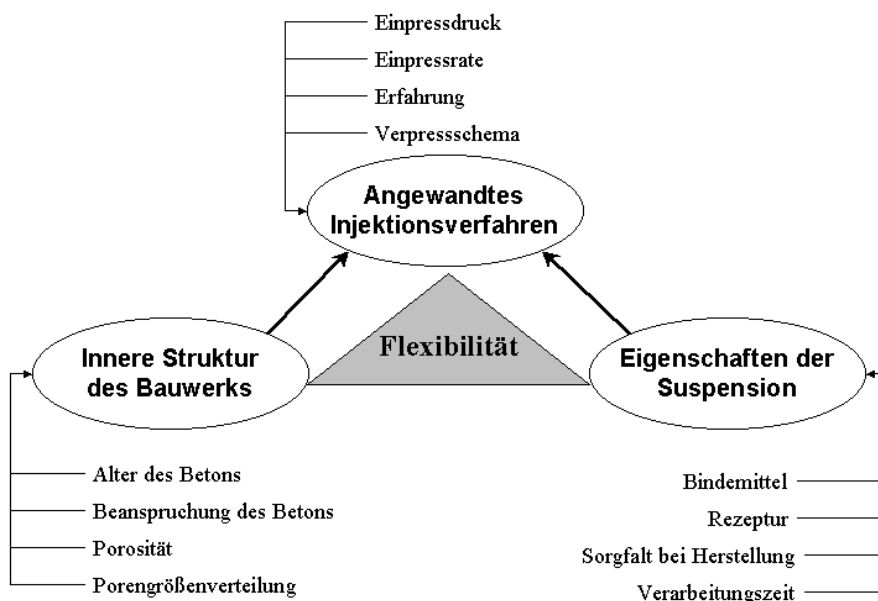 Einpressdruck
Einpressrate
Erfahrung
Verpressschema
Angewandtes
Injektionsverfahren
Flexibilität
Innere Struktur
des Bauwerks
Eigenschaften der
Suspension
Alter des Betons
Beanspruchung des Betons
Porosität
Porengrößenverteilung
Bindemittel
Rezeptur
Sorgfalt bei Herstellung
Verarbeitungszeit